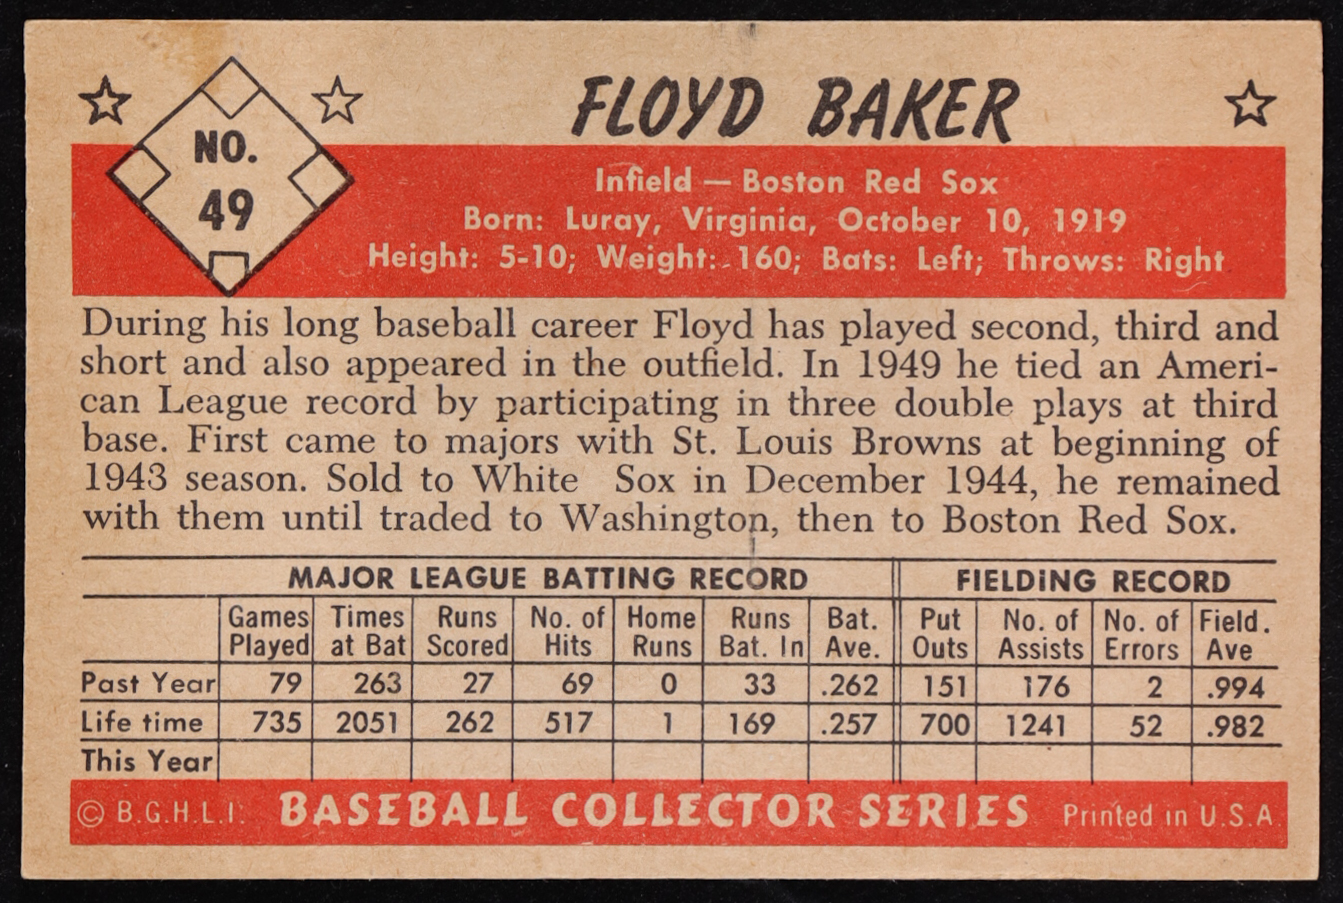 FLOYD BAKER
NO.
49
Infield — Boston Red Sox
Born: Luray, Virginia, October 10, 1919
Height: 5-10; Weight: 160; Bats: Left; Throws: Right
During his long baseball career Floyd has played second, third and
short and also appeared in the outfield. In 1949 he tied an Ameri-
can League record by participating in three double plays at third
base. First came to majors with St. Louis Browns at beginning of
1943 season. Sold to White Sox in December 1944, he remained
with them until traded to Washington, then to Boston Red Sox.
MAJOR LEAGUE BATTING RECORD FIELDING RECORD
Games Times Runs No. of Home Runs Bat. Put No. of No. of Field.
Played at Bat Scored Hits Runs Bat. In Ave. Outs Assists Errors Ave
Past Year 79 263 27 69 0 33 .262 151 176 2 .994
Life time 735 2051 262 517 1 169 .257 700 1241 52 .982
This Year
© B.G.H.L.I. BASEBALL COLLECTOR SERIES Printed in U.S.A.